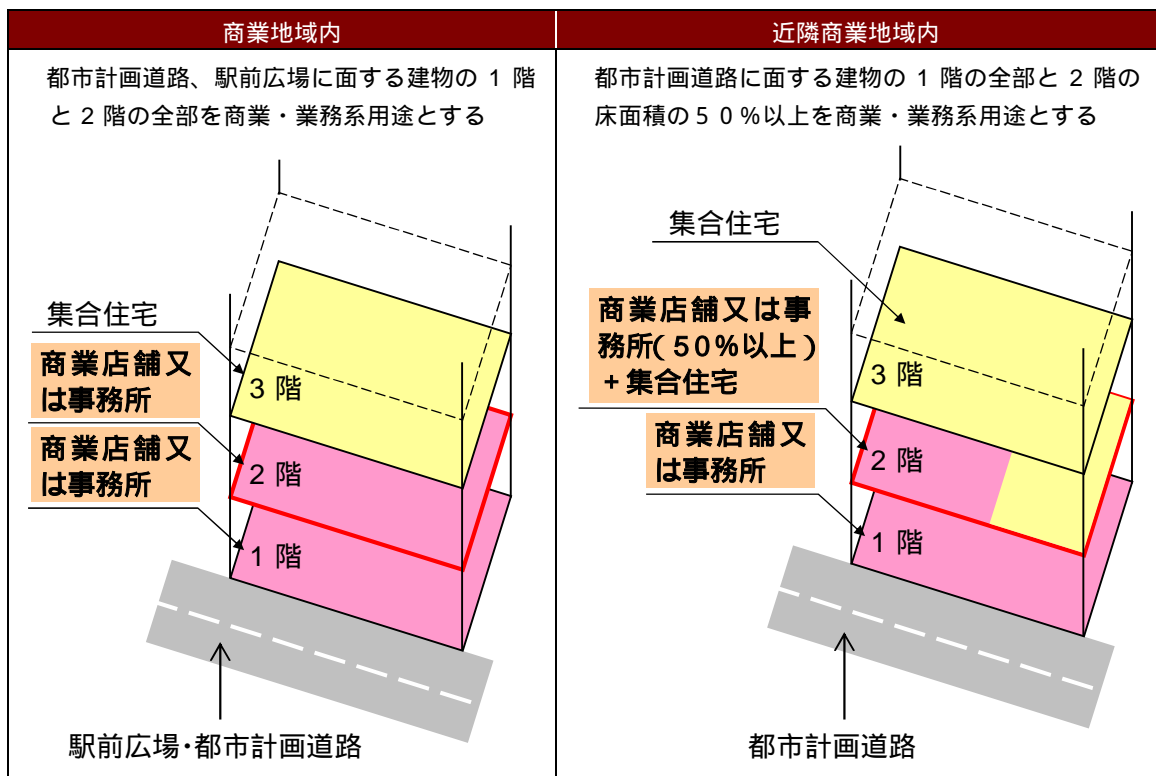 商業地域内
都市計画道路、駅前広場に面する建物の1階
と2階の全部を商業・業務系用途とする
集合住宅
商業店舗又
は事務所
商業店舗又
は事務所
3階
2階
1階
駅前広場・都市計画道路
近隣商業地域内
都市計画道路に面する建物の1階の全部と2階の
床面積の50%以上を商業・業務系用途とする
集合住宅
商業店舗又は事
務所(50%以上)
+集合住宅
商業店舗又
は事務所
3階
2階
1階
都市計画道路